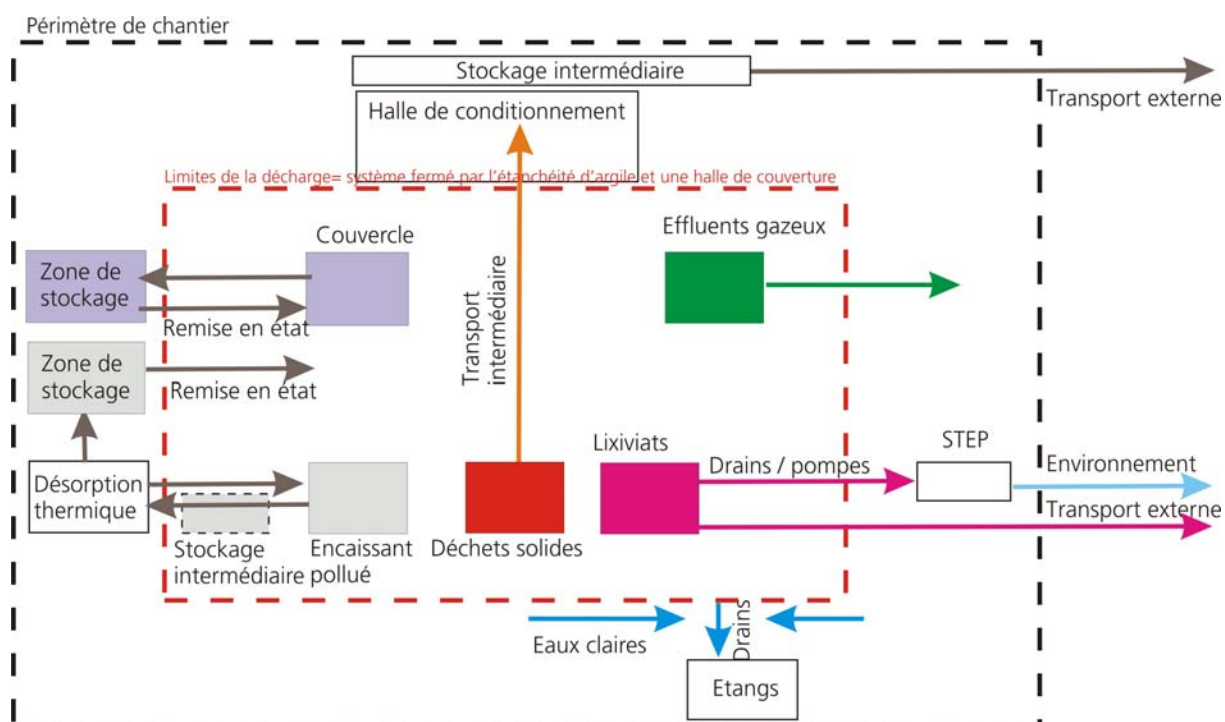 Périmètre de chantier
Stockage intermédiaire
Transport externe
Halle de conditionnement
Limites de la décharge= système fermé par l'étanchéité d'argile et une halle de couverture
Couvercle
Effluents gazeux
Zone de
stockage
Remise en état
Transport
intermédiaire
Zone de
stockage
Remise en état
Lixiviats
STEP
Drains / pompes
Environnement
Désorption
thermique
Transport externe
Stockage
intermédiaire
Encaissant
pollué
Déchets solides
Eaux claires
Drains
Etangs